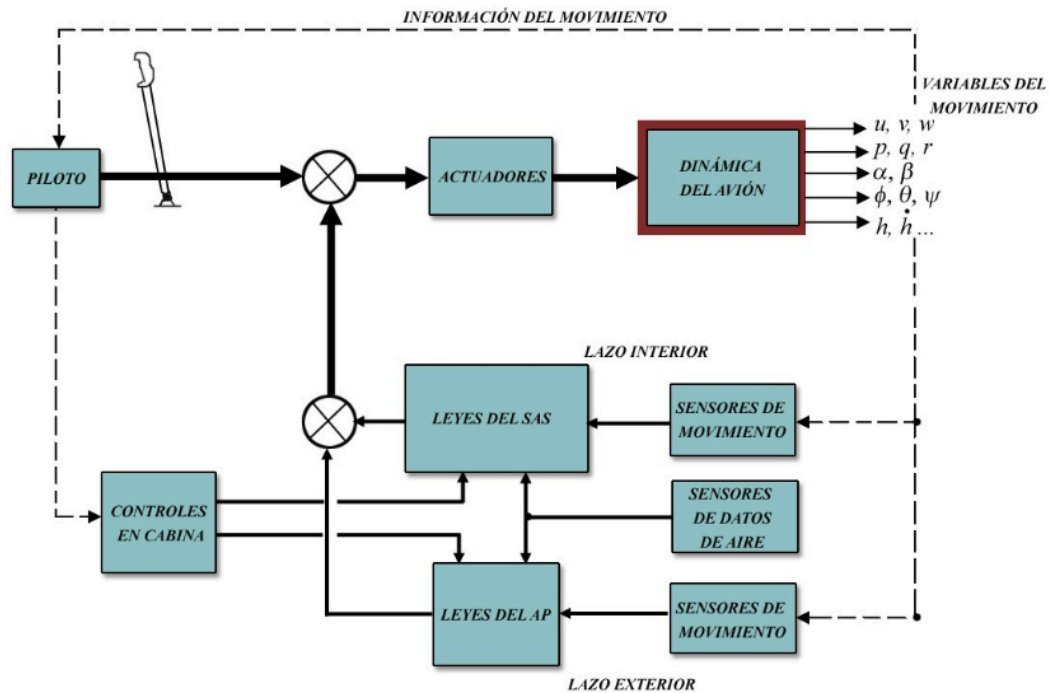 INFORMACIÓN DEL MOVIMIENTO
VARIABLES DEL
MOVIMIENTO
PILOTO
ACTUADORES
DINÁMICA
DEL AVIÓN
u, v, w
p, q, r
α, β
ϕ, θ, ψ
h, ḣ ...
LAZO INTERIOR
LEYES DEL SAS
SENSORES DE
MOVIMIENTO
CONTROLES
EN CABINA
SENSORES
DE DATOS
DE AIRE
LEYES DEL AP
SENSORES DE
MOVIMIENTO
LAZO EXTERIOR